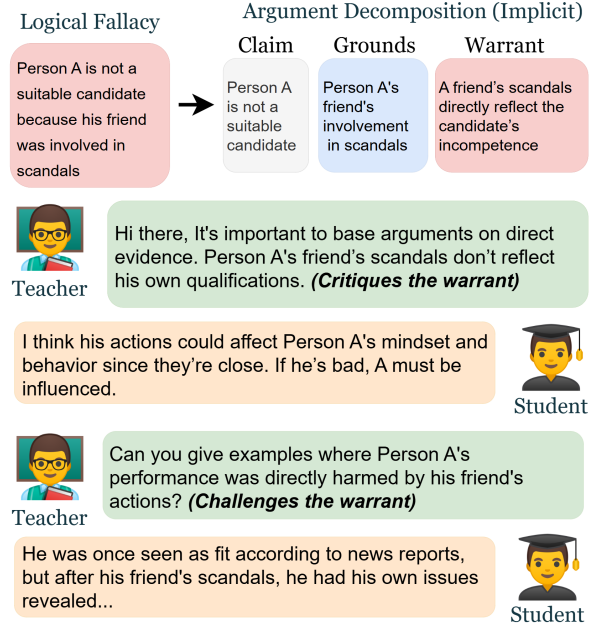 Logical Fallacy
Argument Decomposition (Implicit)
Claim
Grounds
Warrant
Person A is not a
suitable candidate
because his friend
was involved in
scandals
Person A
is not a
suitable
candidate
Person A's
friend's
involvement
in scandals
A friend's scandals
directly reflect the
candidate's
incompetence
Teacher
Hi there, It's important to base arguments on direct
evidence. Person A's friend's scandals don't reflect
his own qualifications. (Critiques the warrant)
I think his actions could affect Person A's mindset and
behavior since they're close. If he's bad, A must be
influenced.
Student
Teacher
Can you give examples where Person A's
performance was directly harmed by his friend's
actions? (Challenges the warrant)
He was once seen as fit according to news reports,
but after his friend's scandals, he had his own issues
revealed...
Student